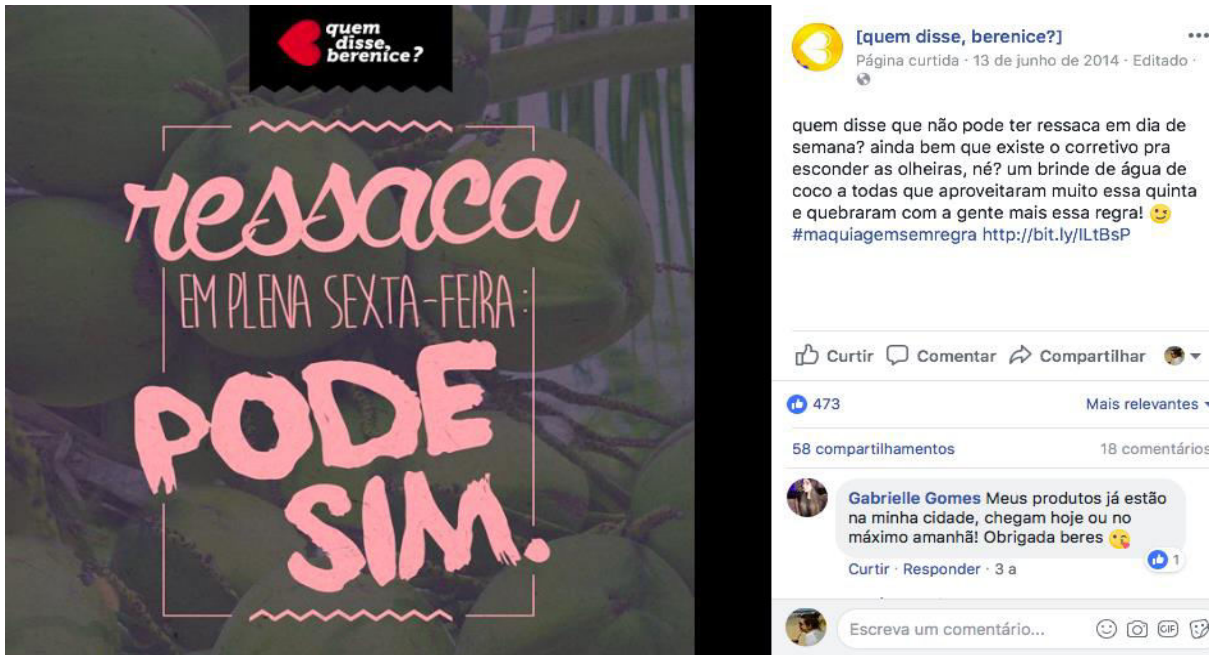 quem
disse,
berenice?
ressaca
EM PLENA SEXTA-FEIRA:
PODE
SIM.
[quem disse, berenice?]
Página curtida · 13 de junho de 2014 · Editado ·
quem disse que não pode ter ressaca em dia de
semana? ainda bem que existe o corretivo pra
esconder as olheiras, né? um brinde de água de
coco a todas que aproveitaram muito essa quinta
e quebraram com a gente mais essa regra! 😉
#maquiagemsemregra http://bit.ly/lLtBsP
Curtir Comentar Compartilhar
473 Mais relevantes
58 compartilhamentos 18 comentários
Gabrielle Gomes Meus produtos já estão
na minha cidade, chegam hoje ou no
máximo amanhã! Obrigada beres 😘
1
Curtir · Responder · 3 a
Escreva um comentário... GIF